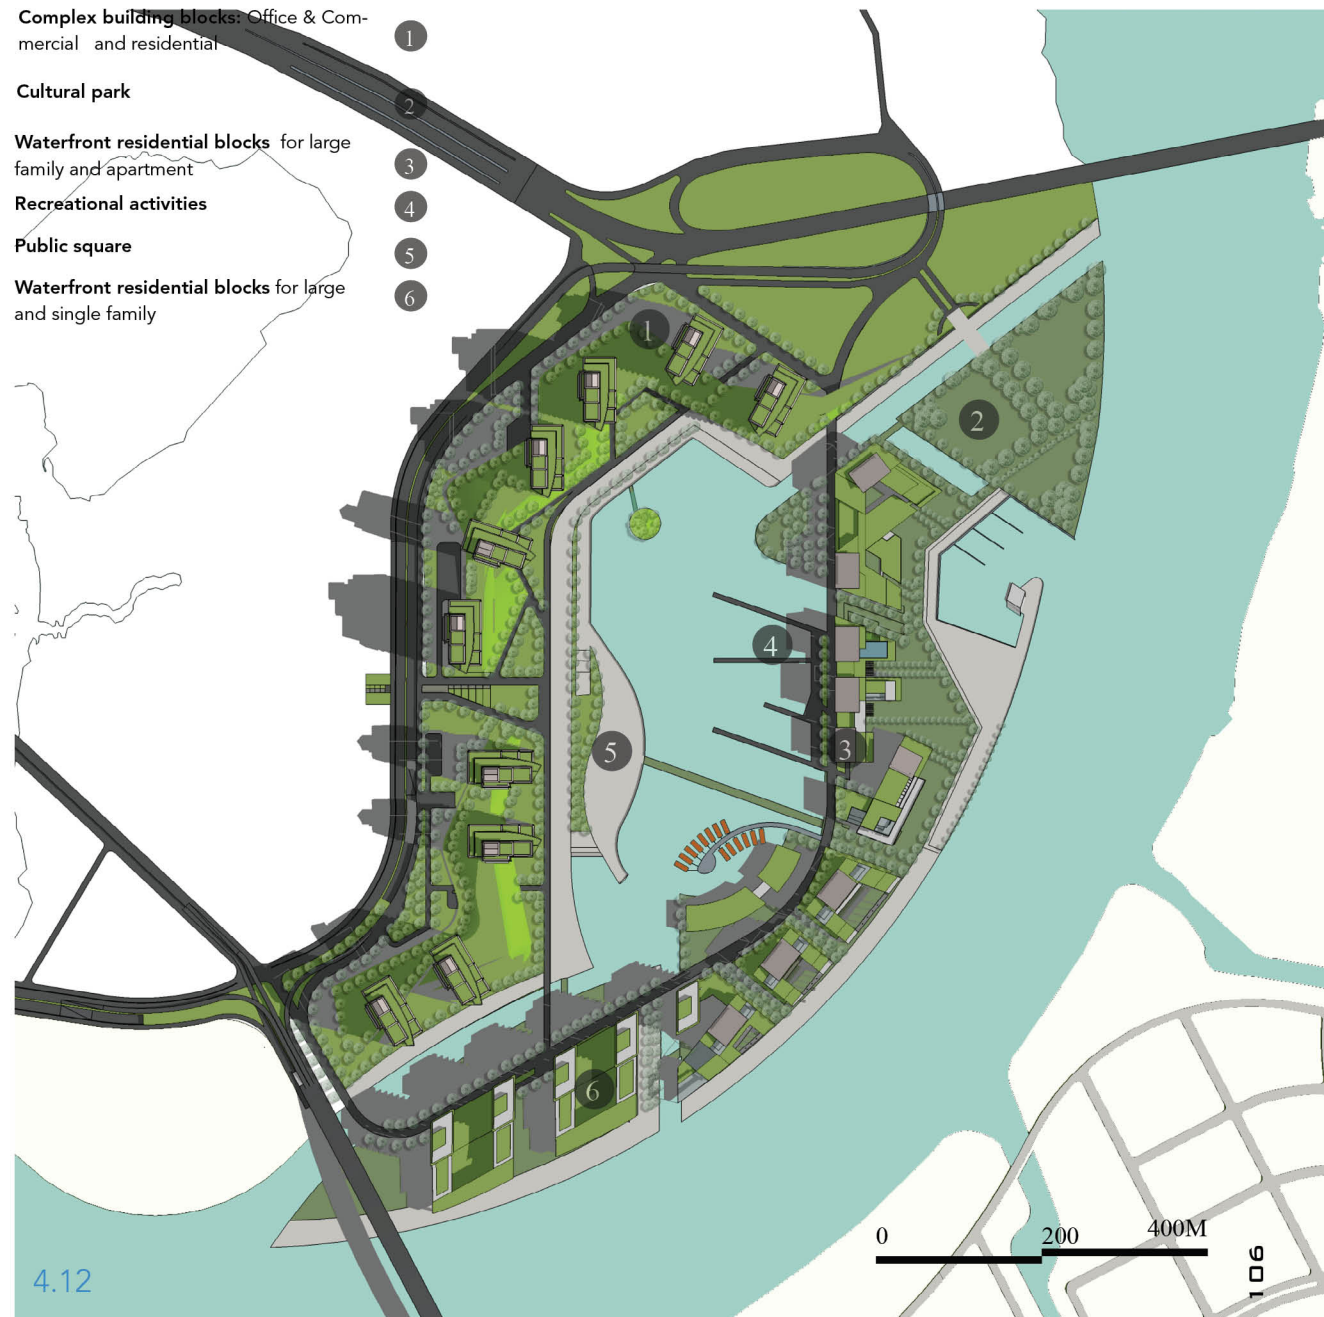 Complex building blocks: Office & Com-
mercial and residential
1
Cultural park
2
Waterfront residential blocks for large
family and apartment
3
Recreational activities
4
Public square
5
Waterfront residential blocks for large
and single family
6
1
2
4
3
5
6
0 200 400M
106
4.12